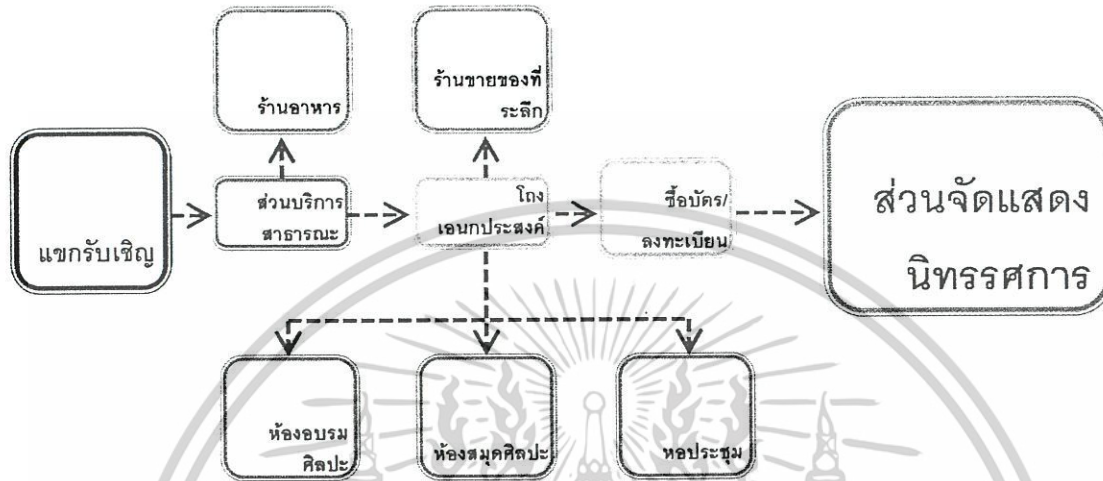 ร้านอาหาร
ร้านขายของที่
ระลึก
แขกรับเชิญ
ส่วนบริการ
สาธารณะ
โถง
เอนกประสงค์
ซื้อบัตร/
ลงทะเบียน
ส่วนจัดแสดง
นิทรรศการ
ห้องอบรม
ศิลปะ
ห้องสมุดศิลปะ
หอประชุม